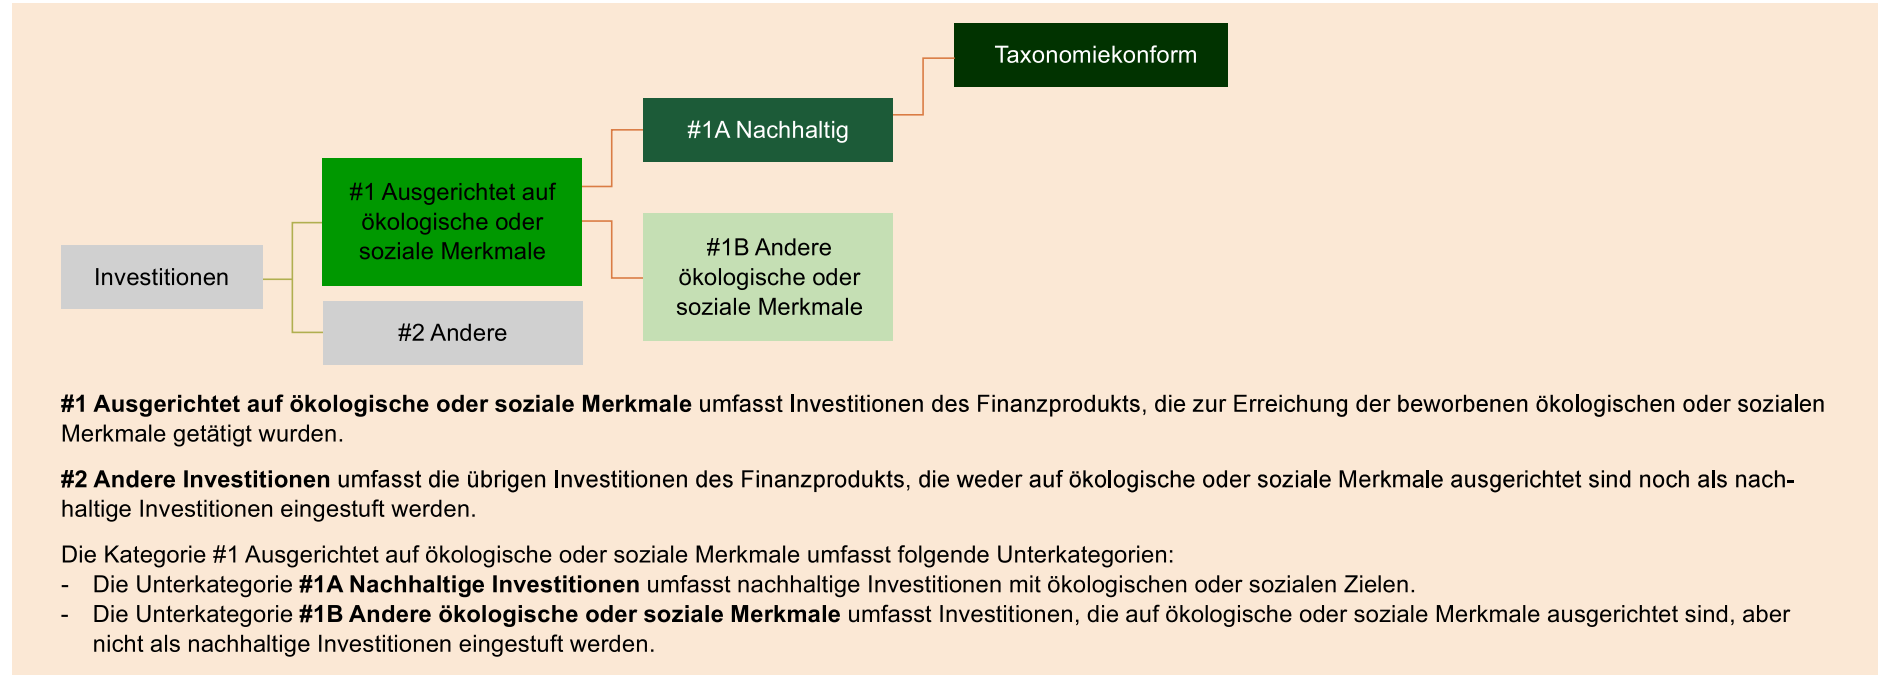 Taxonomiekonform
#1A Nachhaltig
#1 Ausgerichtet auf
ökologische oder
soziale Merkmale
#1B Andere
ökologische oder
soziale Merkmale
Investitionen
#2 Andere
#1 Ausgerichtet auf ökologische oder soziale Merkmale umfasst Investitionen des Finanzprodukts, die zur Erreichung der beworbenen ökologischen oder sozialen
Merkmale getätigt wurden.
#2 Andere Investitionen umfasst die übrigen Investitionen des Finanzprodukts, die weder auf ökologische oder soziale Merkmale ausgerichtet sind noch als nach-
haltige Investitionen eingestuft werden.
Die Kategorie #1 Ausgerichtet auf ökologische oder soziale Merkmale umfasst folgende Unterkategorien:
- Die Unterkategorie #1A Nachhaltige Investitionen umfasst nachhaltige Investitionen mit ökologischen oder sozialen Zielen.
- Die Unterkategorie #1B Andere ökologische oder soziale Merkmale umfasst Investitionen, die auf ökologische oder soziale Merkmale ausgerichtet sind, aber
nicht als nachhaltige Investitionen eingestuft werden.